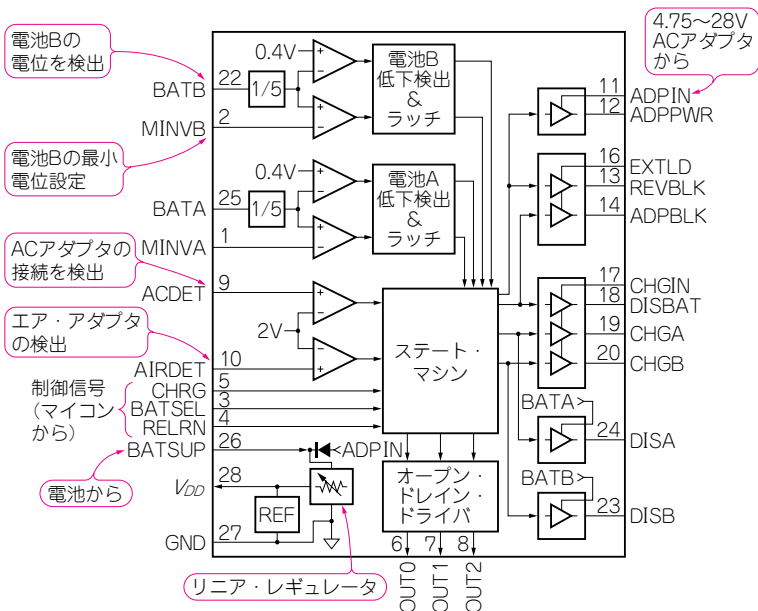 電池Bの
電位を検出
BATB
22
1/5
0.4V
+
−
電池B
低下検出
&
ラッチ
MINVB
2
+
−
電池Bの最小
電位設定
BATA
25
1/5
0.4V
+
−
電池A
低下検出
&
ラッチ
MINVA
1
+
−
ACアダプタの
接続を検出
ACDET
9
+
−
2V
エア・アダプタ
の検出
AIRDET
10
−
+
ステート・
マシン
制御信号
(マイコン
から)
CHRG
5
BATSEL
3
RELRN
4
BATSUP
26
ADPIN
電池から
VDD
28
REF
GND
27
リニア・レギュレータ
オープン・
ドレイン・
ドライバ
6
7
8
OUT0
OUT1
OUT2
4.75〜28V
ACアダプタ
から
11
ADPIN
12
ADPPWR
16
EXTLD
13
REVBLK
14
ADPBLK
17
CHGIN
18
DISBAT
19
CHGA
20
CHGB
BATA
24
DISA
BATB
23
DISB